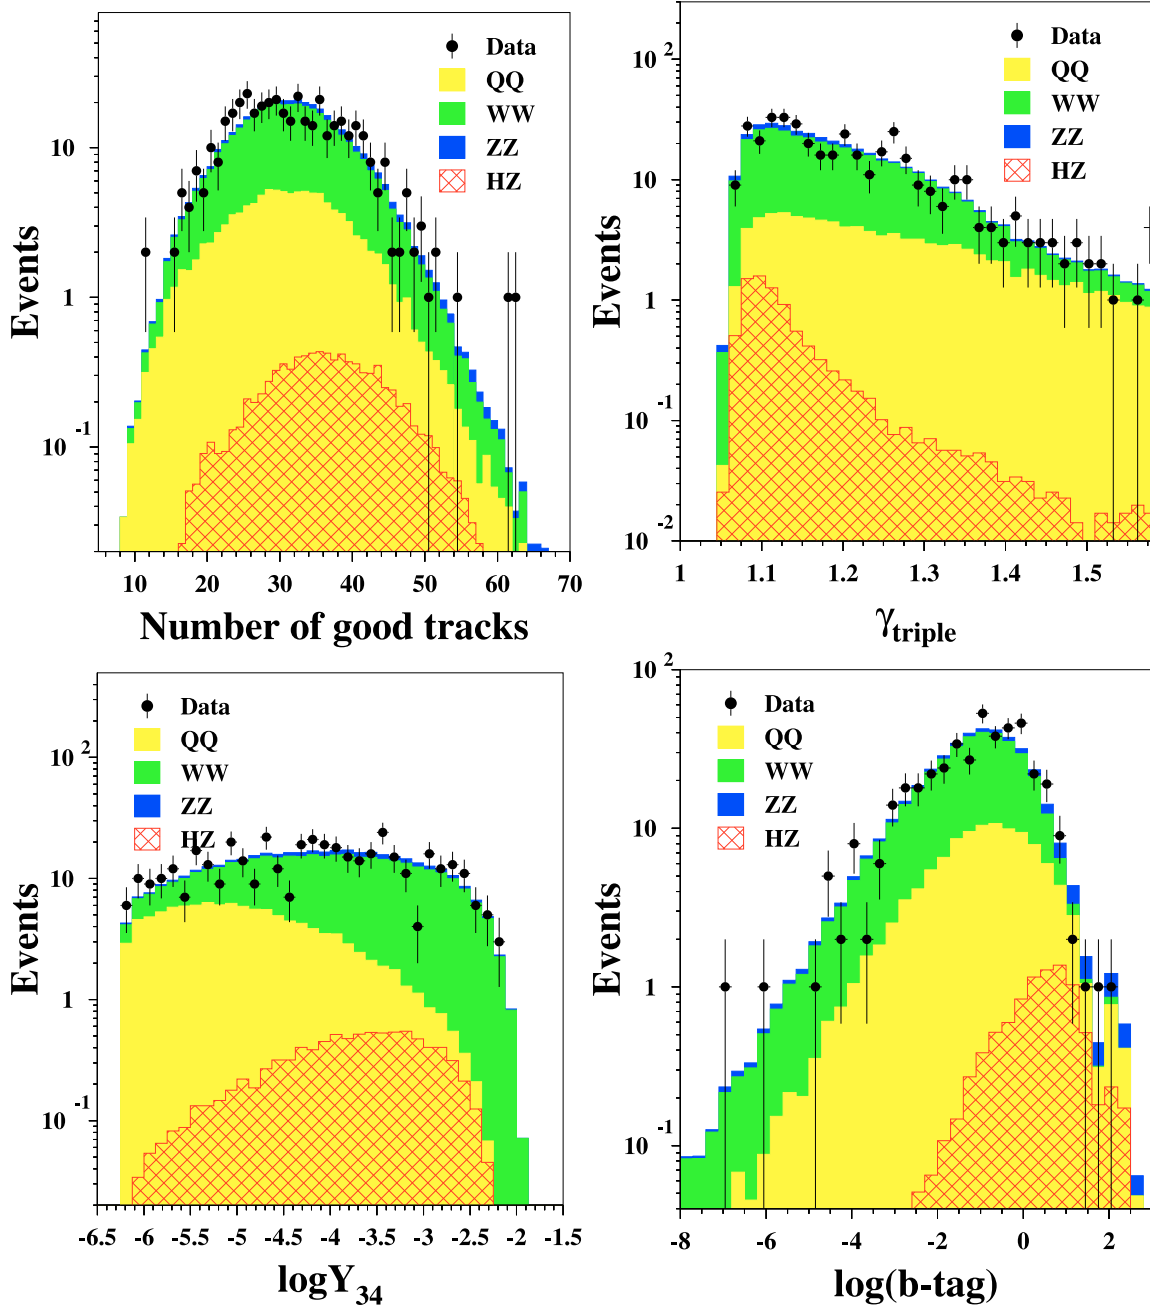 Data
QQ
WW
ZZ
HZ
10
1
10 -1
Events
10 20 30 40 50 60 70
Number of good tracks
Data
QQ
WW
ZZ
HZ
10 2
10
1
10 -1
10 -2
Events
1 1.1 1.2 1.3 1.4 1.5
γtriple
Data
QQ
WW
ZZ
HZ
10 2
10
1
10 -1
Events
-6.5 -6 -5.5 -5 -4.5 -4 -3.5 -3 -2.5 -2 -1.5
logY34
Data
QQ
WW
ZZ
HZ
10 2
10
1
10 -1
Events
-8 -6 -4 -2 0 2
log(b-tag)